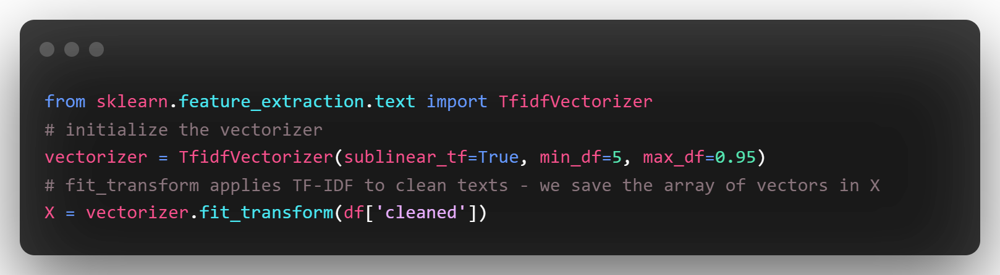 from sklearn.feature_extraction.text import TfidfVectorizer
# initialize the vectorizer
vectorizer = TfidfVectorizer(sublinear_tf=True, min_df=5, max_df=0.95)
# fit_transform applies TF-IDF to clean texts - we save the array of vectors in X
X = vectorizer.fit_transform(df['cleaned'])